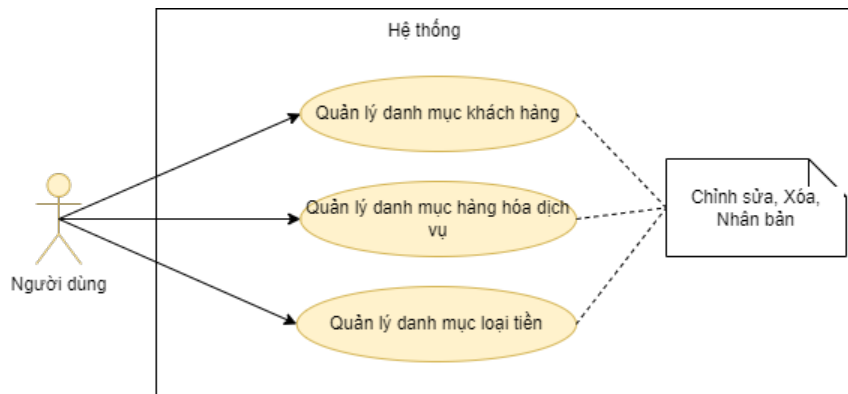 Hệ thống
Quản lý danh mục khách hàng
Quản lý danh mục hàng hóa dịch
vụ
Chỉnh sửa, Xóa,
Nhân bản
Người dùng
Quản lý danh mục loại tiền